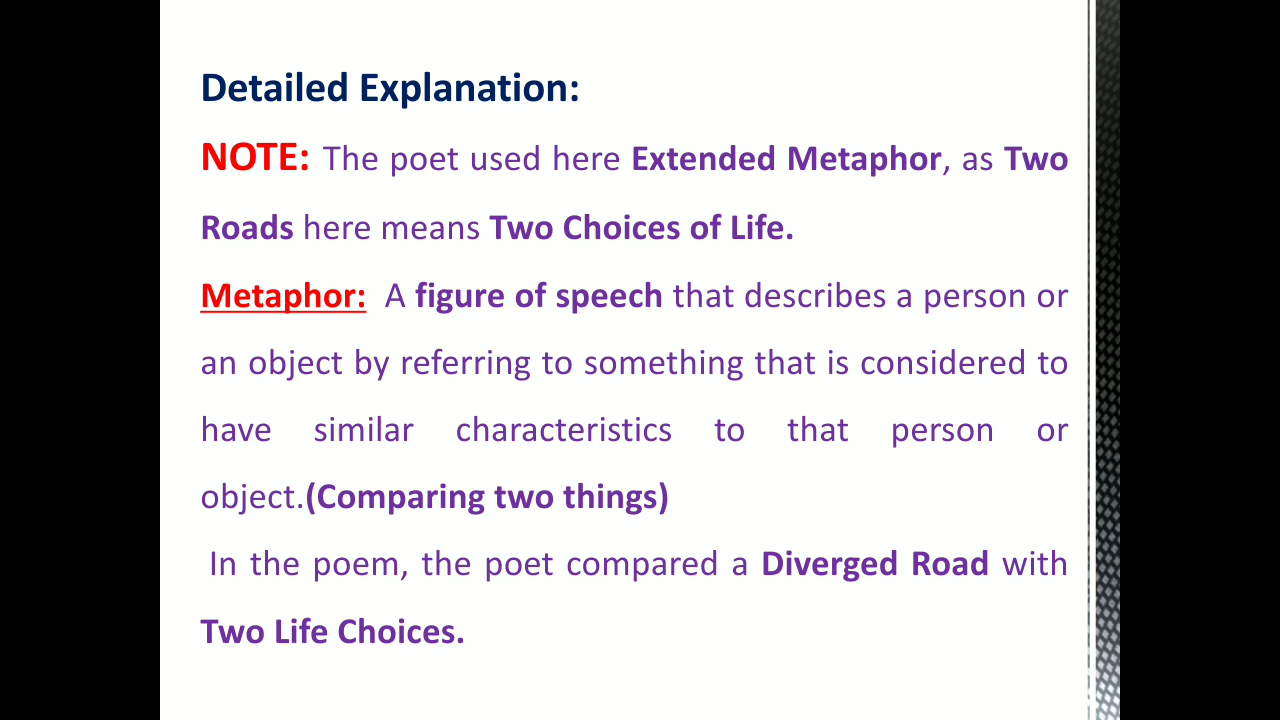 Detailed Explanation:
NOTE: The poet used here Extended Metaphor, as Two
Roads here means Two Choices of Life.
Metaphor: A figure of speech that describes a person or
an object by referring to something that is considered to
have similar characteristics to that person or
object.(Comparing two things)
In the poem, the poet compared a Diverged Road with
Two Life Choices.